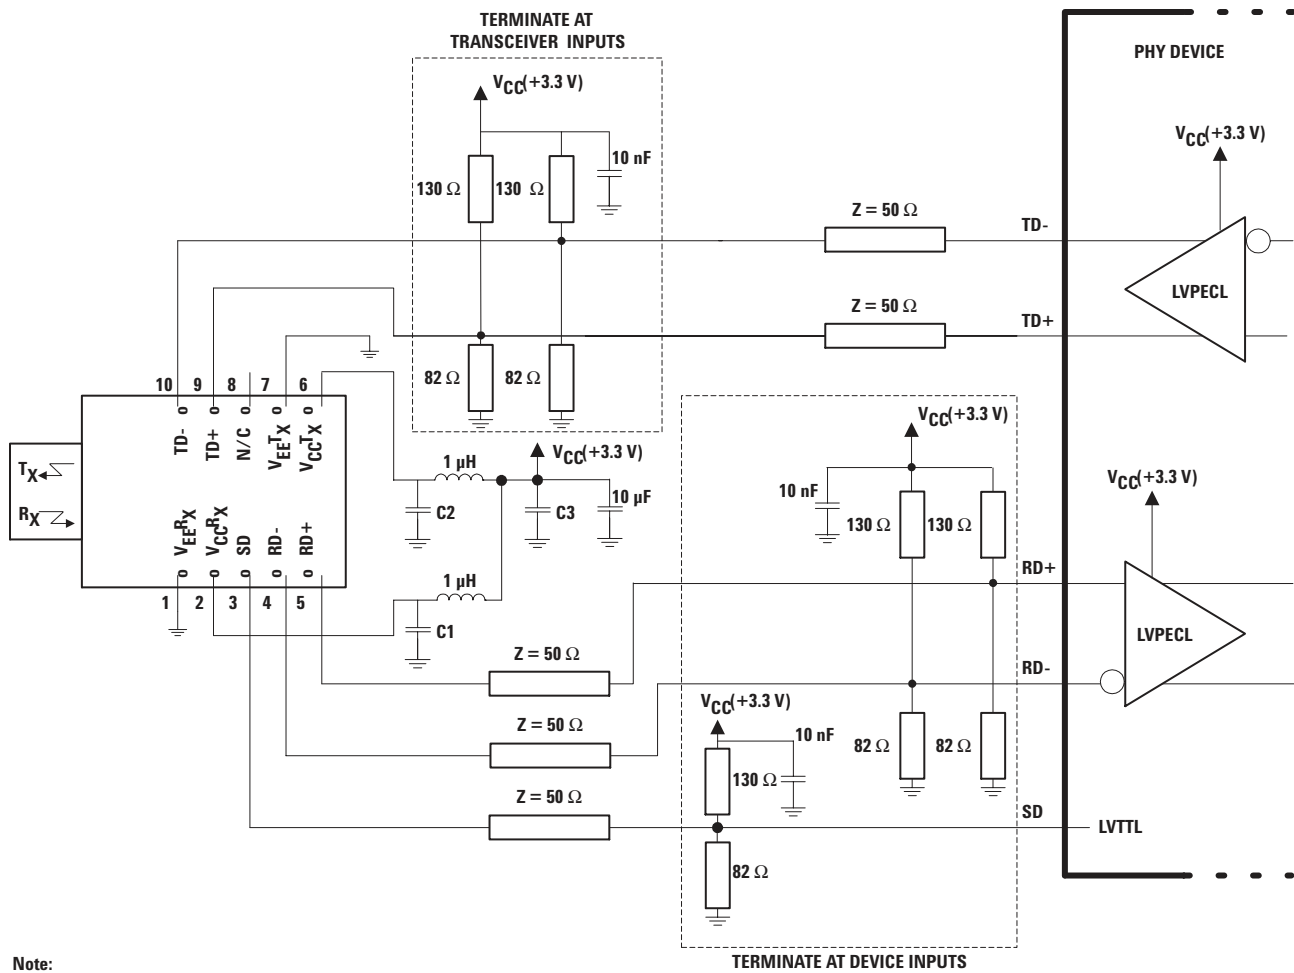 TERMINATE AT
TRANSCEIVER INPUTS
VCC(+3.3 V)
10 nF
130 Ω
130 Ω
82 Ω
82 Ω
PHY DEVICE
VCC(+3.3 V)
Z = 50 Ω
TD-
LVPECL
Z = 50 Ω
TD+
10
9
8
7
6
TD-
TD+
N/C
VEETX
VCCTX
TX
RX
VEERX
VCCRX
SD
RD-
RD+
1
2
3
4
5
1 µH
VCC(+3.3 V)
C2
C3
10 µF
1 µH
C1
VCC(+3.3 V)
10 nF
130 Ω
130 Ω
VCC(+3.3 V)
RD+
LVPECL
RD-
Z = 50 Ω
Z = 50 Ω
Z = 50 Ω
VCC(+3.3 V)
10 nF
130 Ω
82 Ω
82 Ω
82 Ω
SD
LVTTL
TERMINATE AT DEVICE INPUTS
Note: